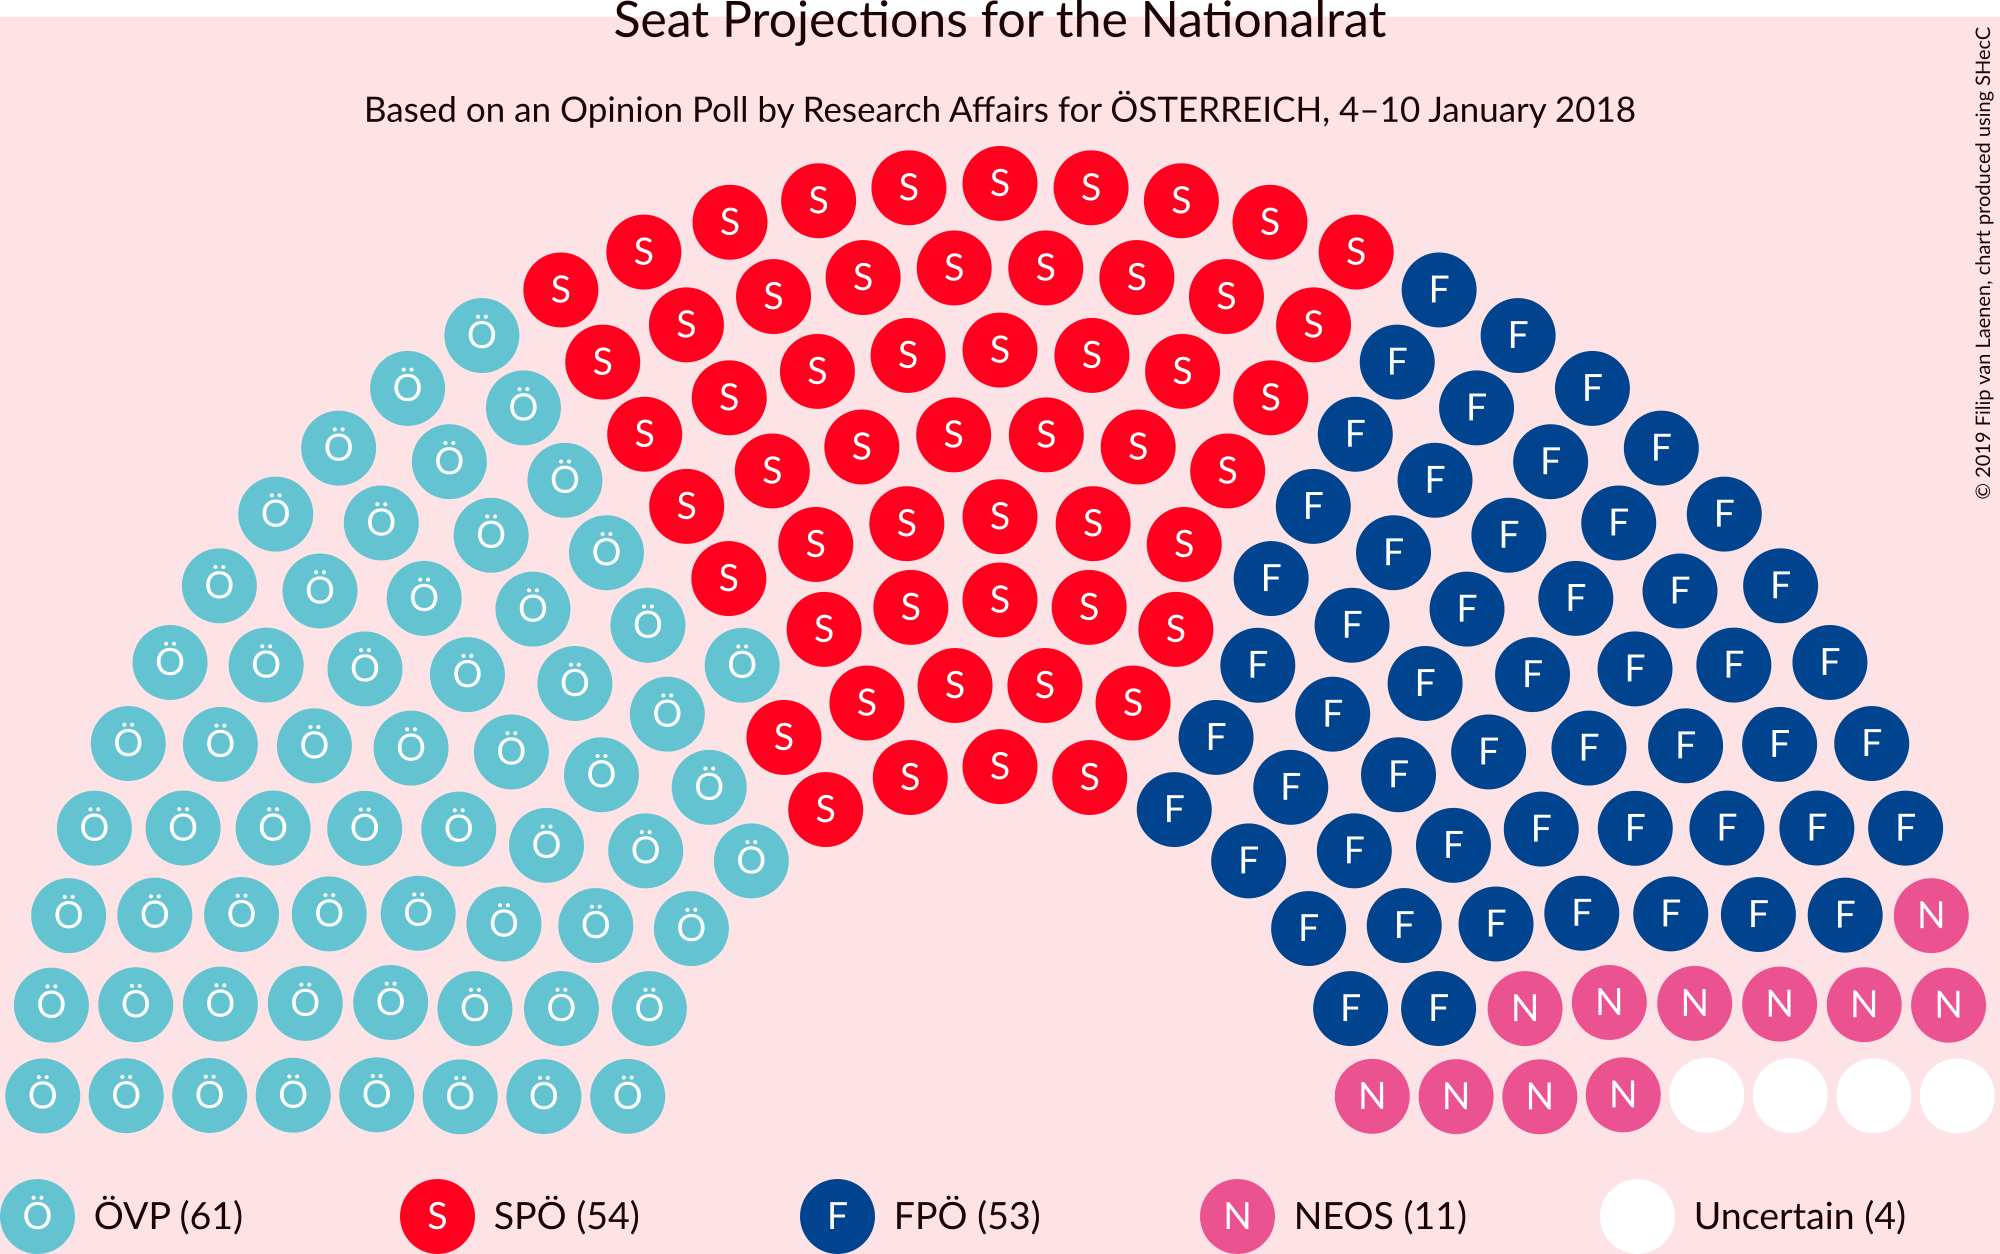 Seat Projections for the Nationalrat
Based on an Opinion Poll by Research Affairs for ÖSTERREICH, 4–10 January 2018
© 2019 Filip van Laenen, chart produced using SHecC
S S S S S S S S S S F
S S S S S S S S S F F
Ö S S S S S S S F F F
Ö Ö S S S S S S F F F
Ö Ö Ö S S S S S F F F F
Ö Ö Ö Ö S S S S S F F F F F
Ö Ö Ö Ö Ö S S S S S F F F F F
Ö Ö Ö Ö Ö Ö Ö S S S S F F F F F F F
Ö Ö Ö Ö Ö Ö Ö S S S S F F F F F F F F
Ö Ö Ö Ö Ö Ö Ö Ö S F F F F F F F F
Ö Ö Ö Ö Ö Ö Ö Ö F F F F F F F N
Ö Ö Ö Ö Ö Ö Ö Ö F F N N N N N N
Ö Ö Ö Ö Ö Ö Ö Ö N N N N
Ö ÖVP (61) S SPÖ (54) F FPÖ (53) N NEOS (11) Uncertain (4)